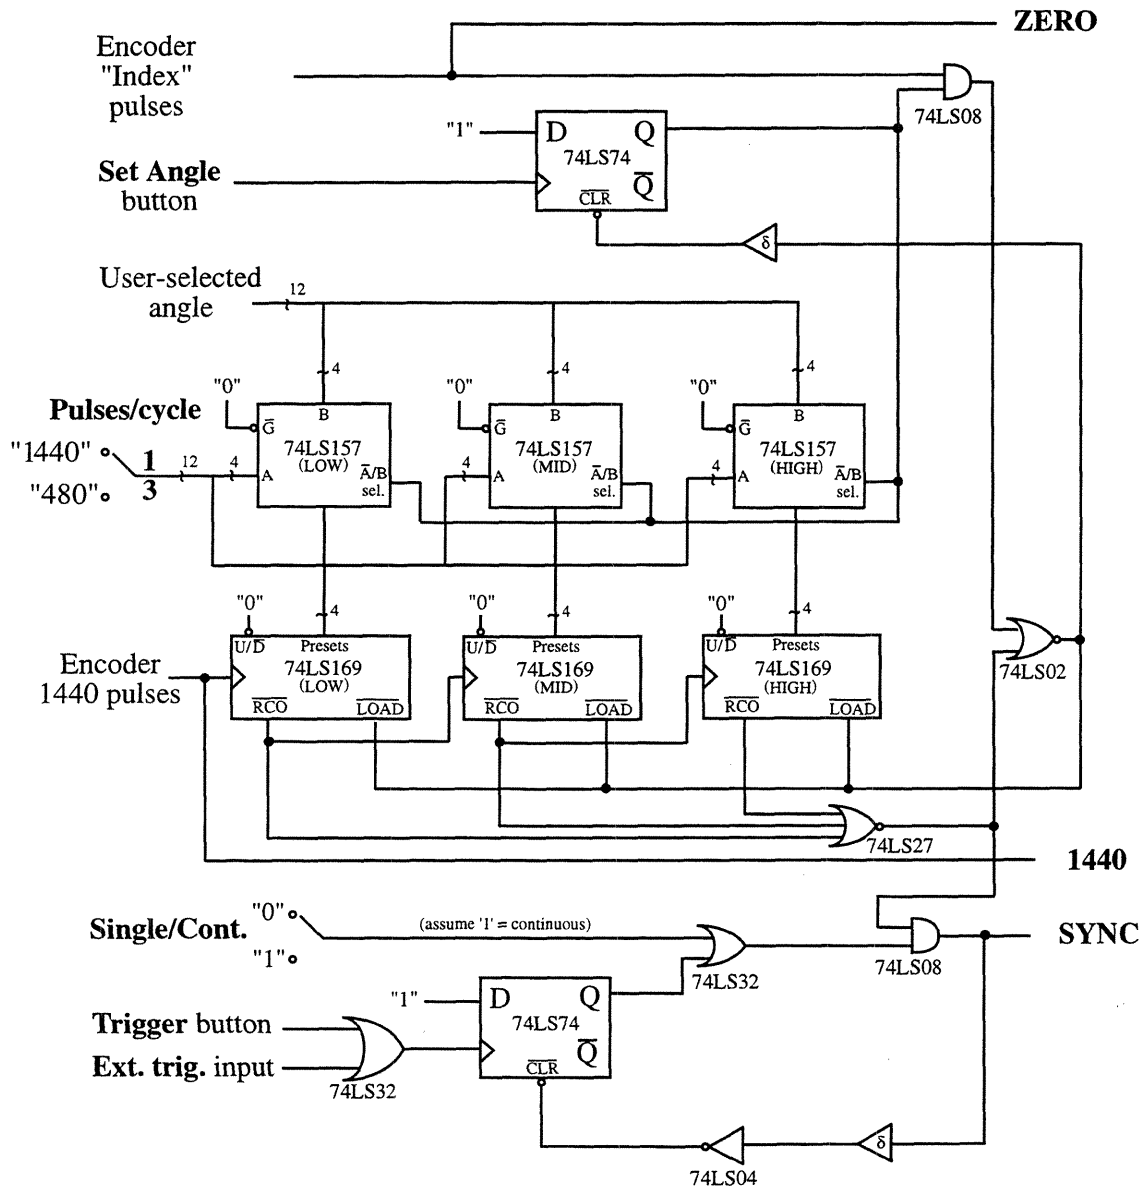 ZERO
Encoder
"Index"
pulses
74LS08
"1"
D
Q
74LS74
Q
CLR
Set Angle
button
δ
User-selected
angle
12
4
4
4
"0"
"0"
"0"
Pulses/cycle
"1440"
"480"
1
3
12
4
G
B
74LS157
(LOW)
A
A/B
sel.
4
G
B
74LS157
(MID)
A
A/B
sel.
4
G
B
74LS157
(HIGH)
A
A/B
sel.
"0"
4
"0"
4
"0"
4
Encoder
1440 pulses
U/D
Presets
74LS169
(LOW)
RCO
LOAD
U/D
Presets
74LS169
(MID)
RCO
LOAD
U/D
Presets
74LS169
(HIGH)
RCO
LOAD
74LS02
74LS27
1440
Single/Cont.
"0"
"1"
(assume '1' = continuous)
74LS32
74LS08
SYNC
"1"
D
Q
74LS74
Q
CLR
Trigger button
Ext. trig. input
74LS32
74LS04
δ